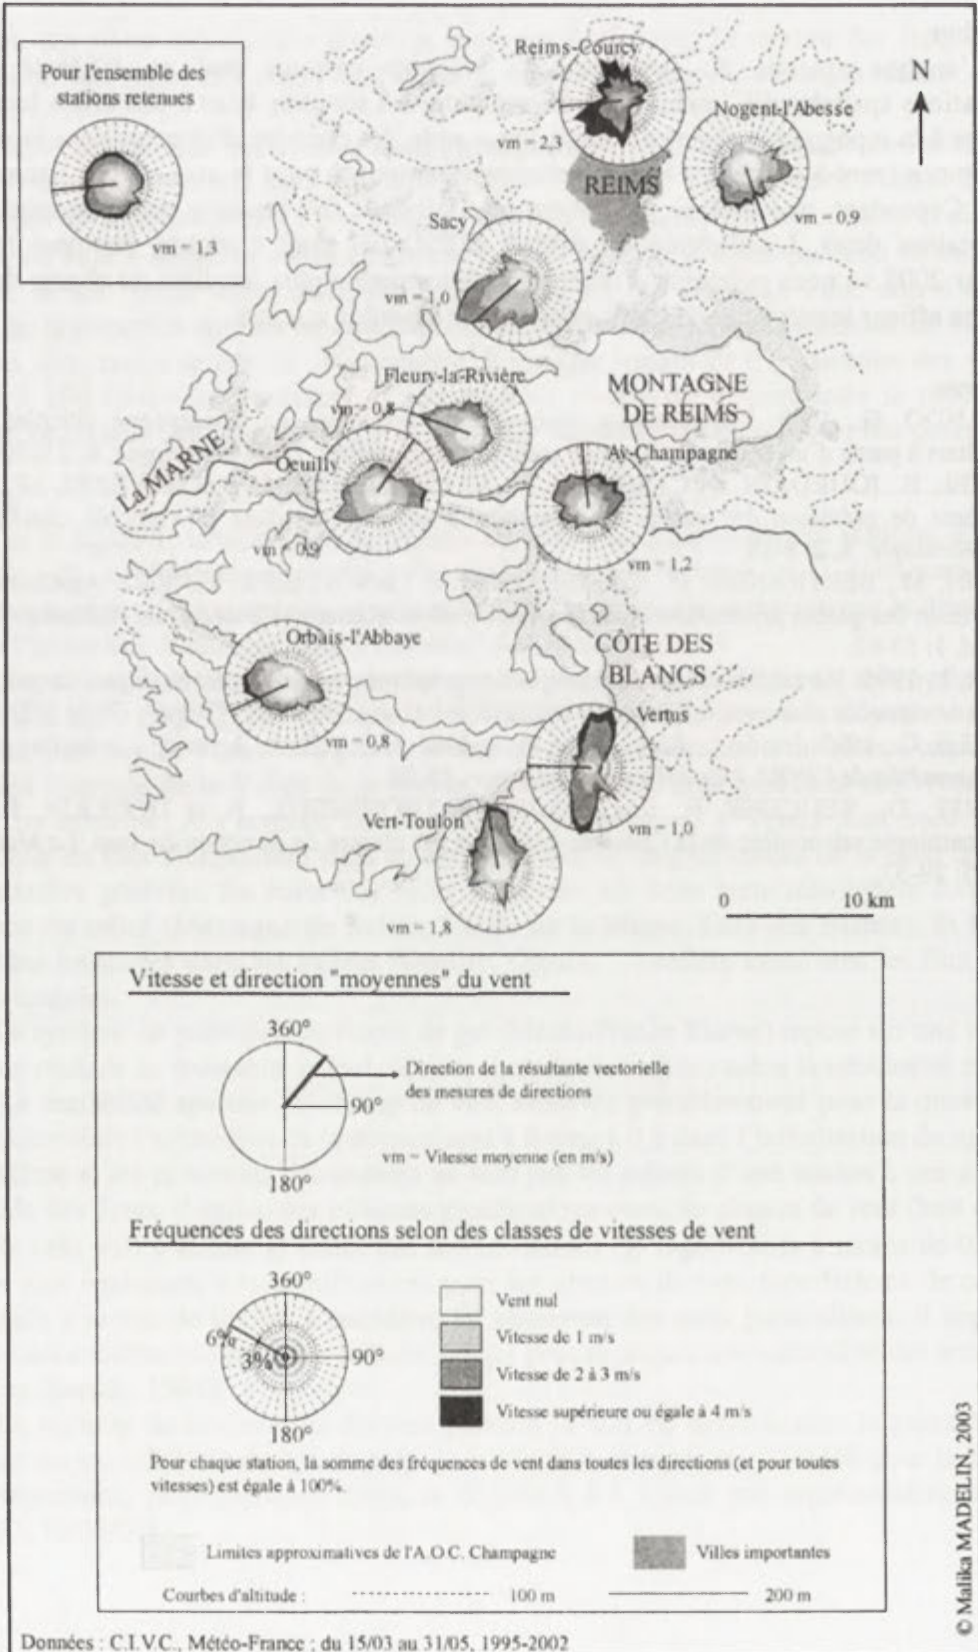 Pour l'ensemble des
stations retenues
vm = 1,3
Reims-Courcy
vm = 2,3
N
Nogent-l'Abesse
vm = 0,9
REIMS
Sacy
vm = 1,0
Fleury-la-Rivière
vm = 0,8
MONTAGNE
DE REIMS
La MARNE
Oeuilly
vm = 0,9
Ay-Champagne
vm = 1,2
Orbais-l'Abbaye
vm = 0,8
CÔTE DES
BLANCS
Vertus
vm = 1,0
Vert-Toulon
vm = 1,8
0 10 km
Vitesse et direction "moyennes" du vent
360°
Direction de la résultante vectorielle
des mesures de directions
90°
vm = Vitesse moyenne (en m/s)
180°
Fréquences des directions selon des classes de vitesses de vent
360°
6%
3%
90°
180°
Vent nul
Vitesse de 1 m/s
Vitesse de 2 à 3 m/s
Vitesse supérieure ou égale à 4 m/s
Pour chaque station, la somme des fréquences de vent dans toutes les directions (et pour toutes
vitesses) est égale à 100%.
Limites approximatives de l'A.O.C. Champagne
Villes importantes
Courbes d'altitude : 100 m 200 m
© Malika MADELIN, 2003
Données : C.I.V.C., Météo-France ; du 15/03 au 31/05, 1995-2002